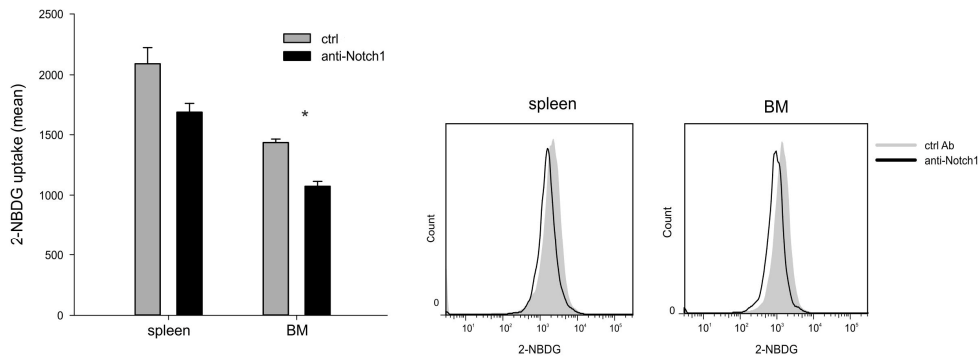 2-NBDG uptake (mean)
2500
2000
1500
1000
500
0
ctrl
anti-Notch1
*
spleen
BM
spleen
Count
0
10¹ 10² 10³ 10⁴ 10⁵
2-NBDG
BM
Count
0
10¹ 10² 10³ 10⁴ 10⁵
2-NBDG
ctrl Ab
anti-Notch1